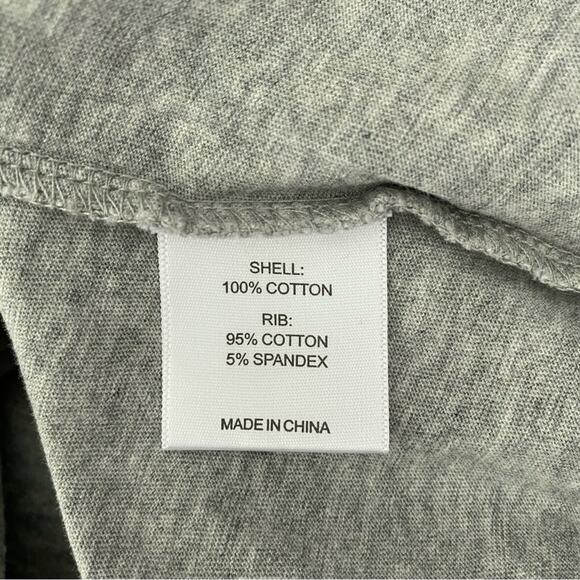 SHELL:
100% COTTON
RIB:
95% COTTON
5% SPANDEX
MADE IN CHINA